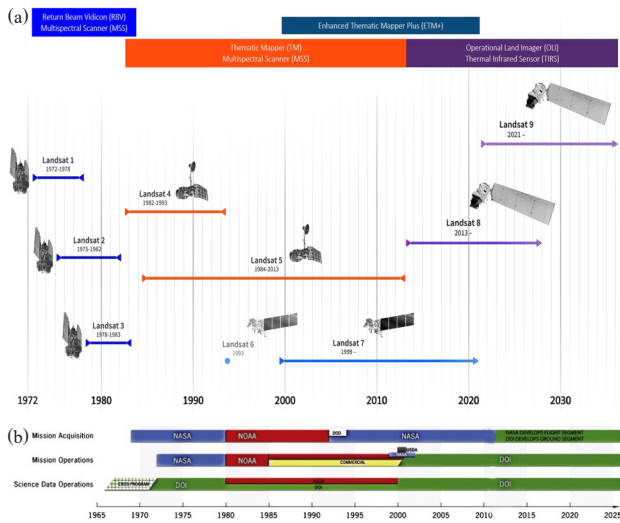 (a)
Return Beam Vidicon (RBV)
Multispectral Scanner (MSS)
Enhanced Thematic Mapper Plus (ETM+)
Thematic Mapper (TM)
Multispectral Scanner (MSS)
Operational Land Imager (OLI)
Thermal Infrared Sensor (TIRS)
Landsat 9
2021 –
Landsat 1
1972-1978
Landsat 4
1982-1993
Landsat 8
2013 –
Landsat 2
1975-1982
Landsat 5
1984-2013
Landsat 3
1978-1983
Landsat 6
1993
Landsat 7
1999 –
1972 1980 1990 2000 2010 2020 2030
(b)
Mission Acquisition NASA NOAA DOD NASA NASA DEVELOPS FLIGHT SEGMENT
DOI DEVELOPS GROUND SEGMENT
Mission Operations NASA NOAA COMMERCIAL NASA DOI
Science Data Operations EROS PROGRAM DOI DOI DOI
1965 1970 1975 1980 1985 1990 1995 2000 2005 2010 2015 2020 2025